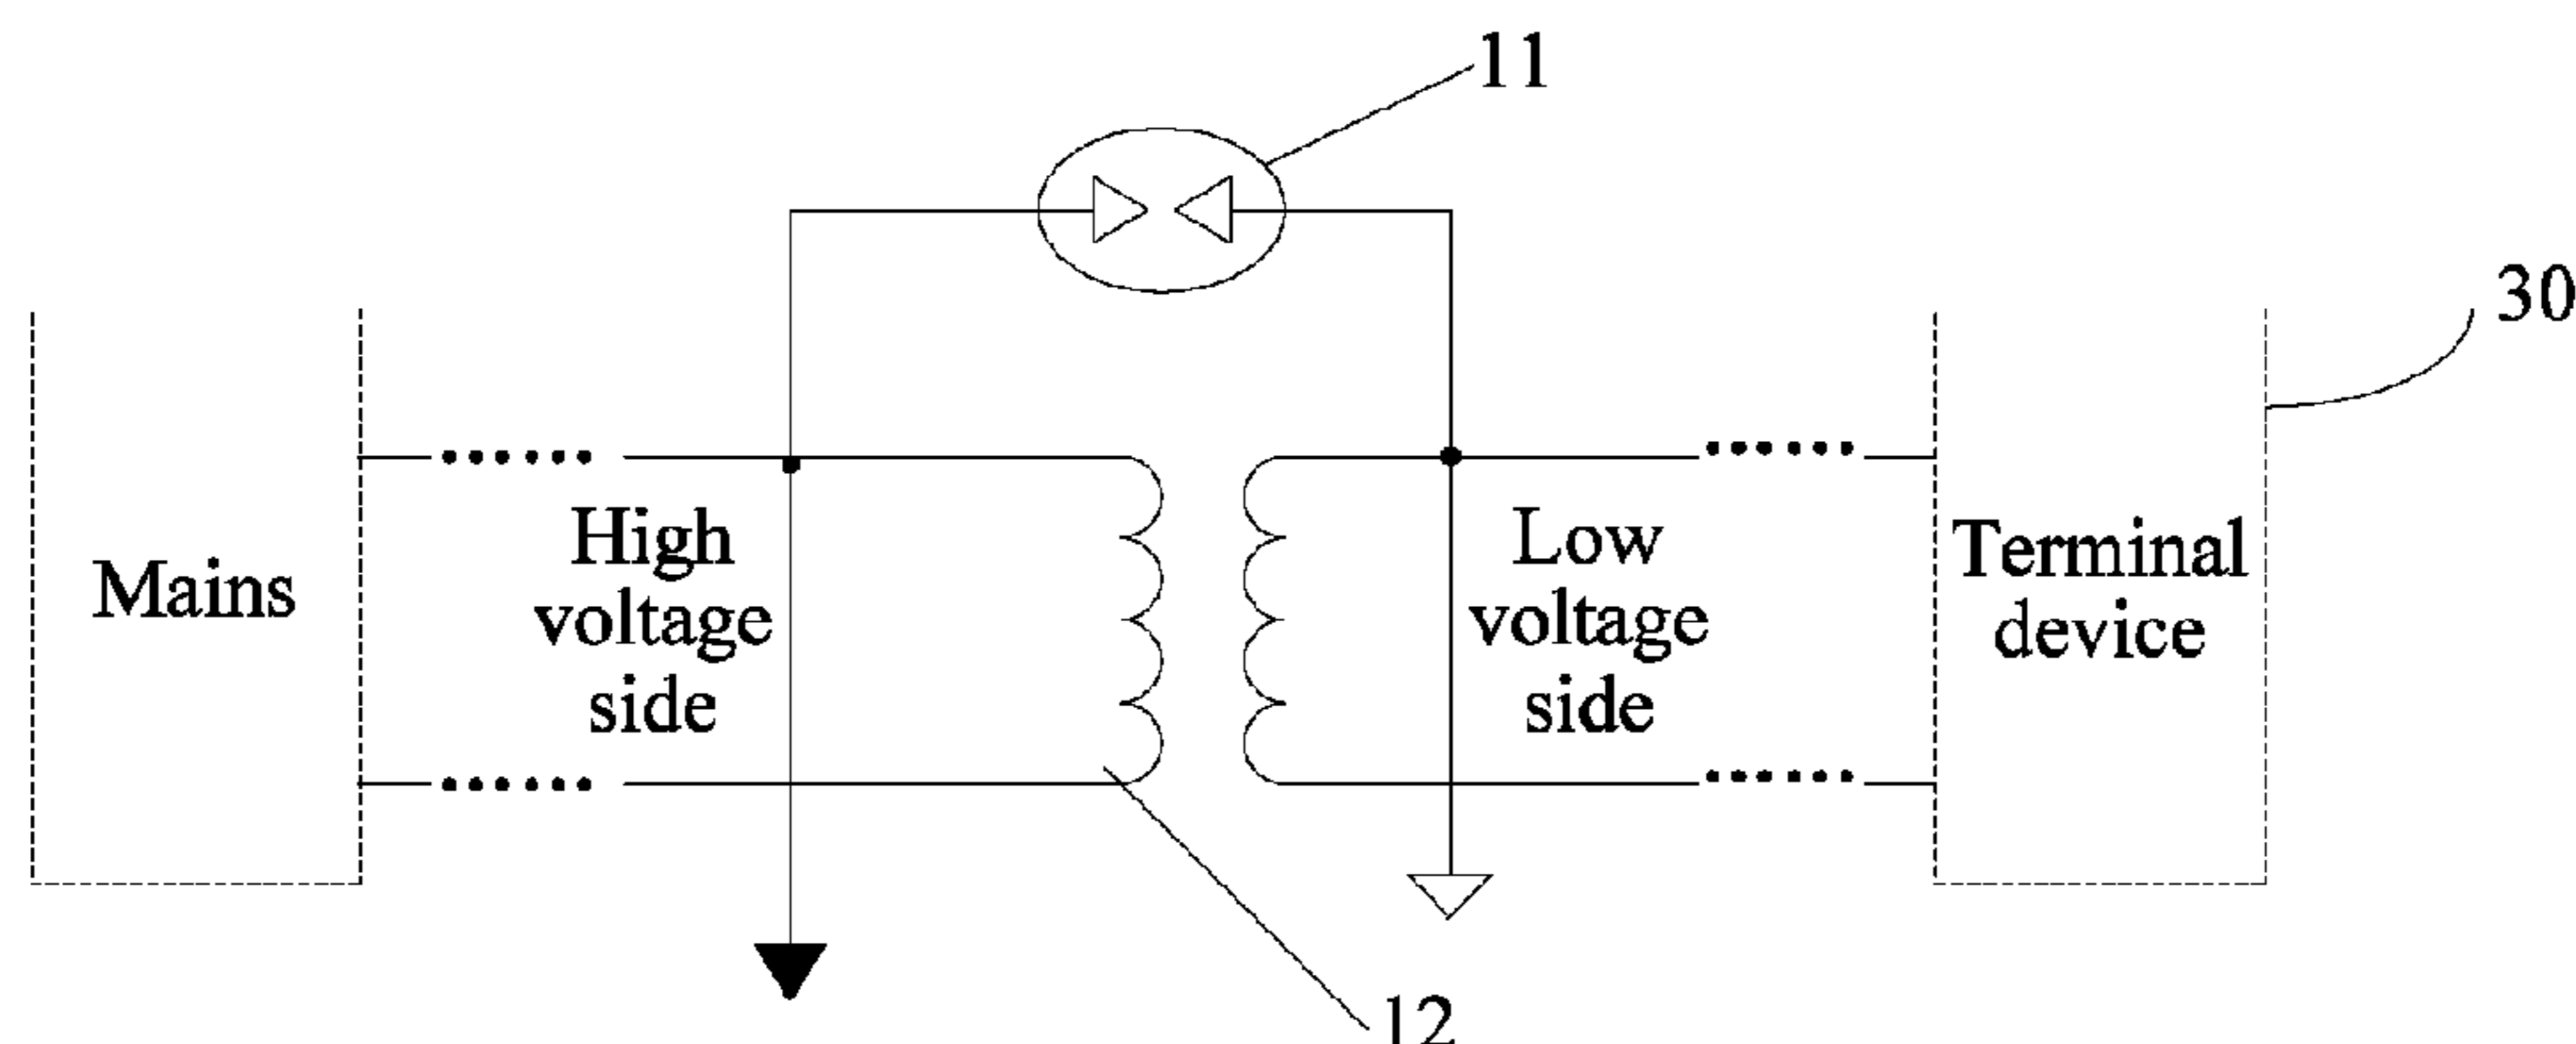 11
30
Mains
High
voltage
side
Low
voltage
side
Terminal
device
12